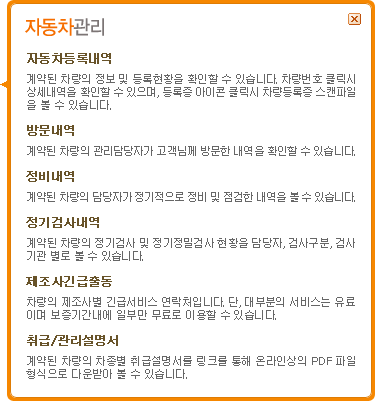 자동차관리
자동차등록내역
계약된 차량의 정보 및 등록현황을 확인할 수 있습니다. 차량번호 클릭시
상세내역을 확인할 수 있으며, 등록증 아이콘 클릭시 차량등록증 스캔파일
을 볼 수 있습니다.
방문내역
계약된 차량의 관리담당자가 고객님께 방문한 내역을 확인할 수 있습니다.
정비내역
계약된 차량의 담당자가 정기적으로 정비 및 점검한 내역을 볼 수 있습니다.
정기검사내역
계약된 차량의 정기검사 및 정기정밀검사 현황을 담당자, 검사구분, 검사
기관 별로 볼 수 있습니다.
제조사긴급출동
차량의 제조사별 긴급서비스 연락처입니다. 단, 대부분의 서비스는 유료
이며 보증기간내에 일부만 무료로 이용할 수 있습니다.
취급/관리설명서
계약된 차량의 차종별 취급설명서를 링크를 통해 온라인상의 PDF 파일
형식으로 다운받아 볼 수 있습니다.